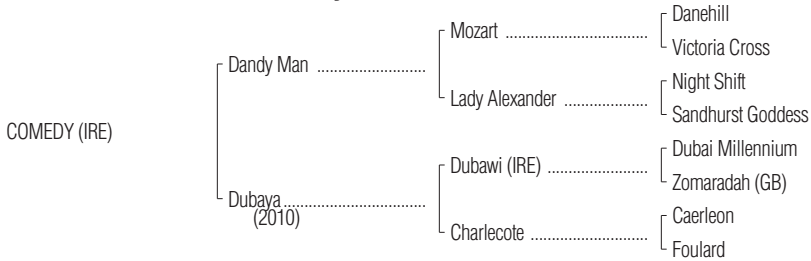 Danehill
Mozart ........................................
Victoria Cross
Dandy Man ..............................
Night Shift
Lady Alexander .......................
Sandhurst Goddess
COMEDY (IRE)
Dubai Millennium
Dubawi (IRE) ............................
Zomaradah (GB)
Dubaya .......................................
(2010)
Caerleon
Charlecote .................................
Foulard